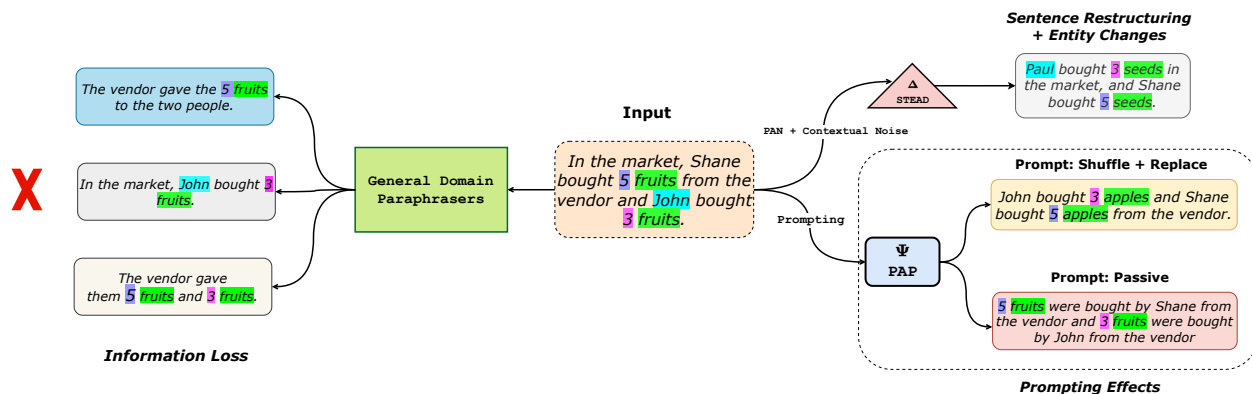 The vendor gave the 5 fruits
to the two people.
X
In the market, John bought 3
fruits.
The vendor gave
them 5 fruits and 3 fruits.
Information Loss
General Domain
Paraphrasers
Input
In the market, Shane
bought 5 fruits from the
vendor and John bought
3 fruits.
PAN + Contextual Noise
Prompting
Δ
STEAD
Sentence Restructuring
+ Entity Changes
Paul bought 3 seeds in
the market, and Shane
bought 5 seeds.
Ψ
PAP
Prompt: Shuffle + Replace
John bought 3 apples and Shane
bought 5 apples from the vendor.
Prompt: Passive
5 fruits were bought by Shane from
the vendor and 3 fruits were bought
by John from the vendor
Prompting Effects